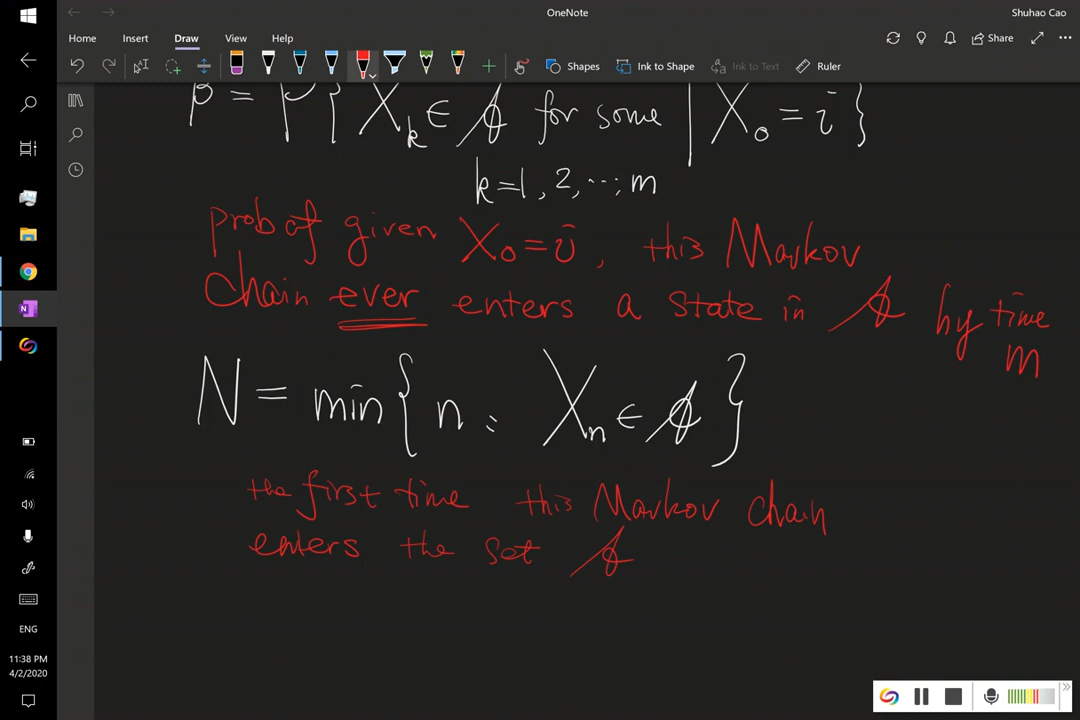 OneNote
Shuhao Cao
Home Insert Draw View Help
Share
Shapes Ink to Shape Ink to Text Ruler
β = P{ X_k ∈ 𝒜 for some | X_0 = i }
k=1, 2, ..., m
prob of given X_0 = i, this Markov
chain ever enters a state in 𝒜 by time
m
N = min{ n : X_n ∈ 𝒜 }
the first time this Markov chain
enters the set 𝒜
ENG
11:38 PM
4/2/2020